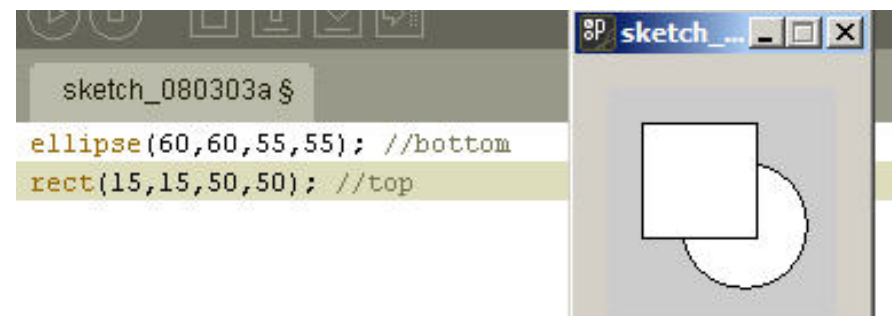 sketch_...
sketch_080303a §
ellipse(60,60,55,55); //bottom
rect(15,15,50,50); //top